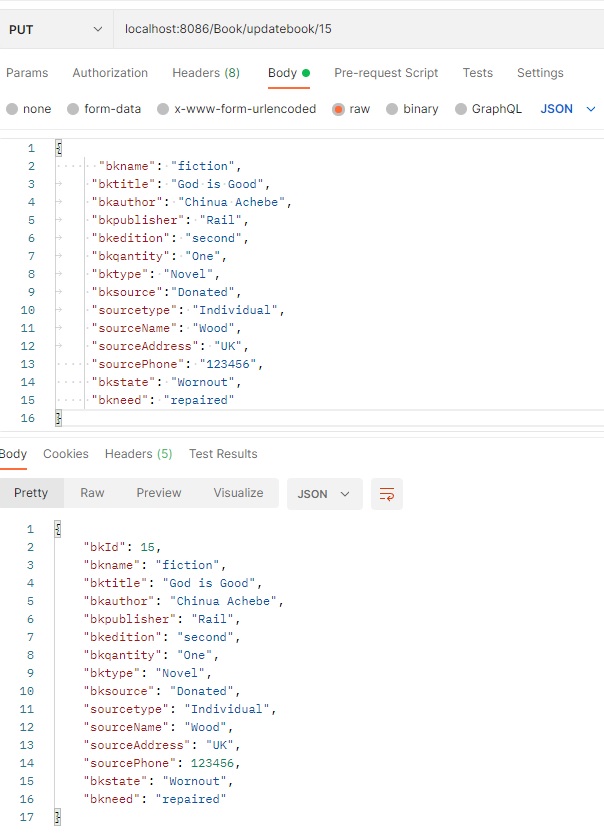 PUT localhost:8086/Book/updatebook/15
Params Authorization Headers (8) Body Pre-request Script Tests Settings
none form-data x-www-form-urlencoded raw binary GraphQL JSON
1 {
2 "bkname": "fiction",
3 "bktitle": "God is Good",
4 "bkauthor": "Chinua Achebe",
5 "bkpublisher": "Rail",
6 "bkedition": "second",
7 "bkqantity": "One",
8 "bktype": "Novel",
9 "bksource":"Donated",
10 "sourcetype": "Individual",
11 "sourceName": "Wood",
12 "sourceAddress": "UK",
13 "sourcePhone": "123456",
14 "bkstate": "Wornout",
15 "bkneed": "repaired"
16 }
Body Cookies Headers (5) Test Results
Pretty Raw Preview Visualize JSON
1 {
2 "bkId": 15,
3 "bkname": "fiction",
4 "bktitle": "God is Good",
5 "bkauthor": "Chinua Achebe",
6 "bkpublisher": "Rail",
7 "bkedition": "second",
8 "bkqantity": "One",
9 "bktype": "Novel",
10 "bksource": "Donated",
11 "sourcetype": "Individual",
12 "sourceName": "Wood",
13 "sourceAddress": "UK",
14 "sourcePhone": 123456,
15 "bkstate": "Wornout",
16 "bkneed": "repaired"
17 }